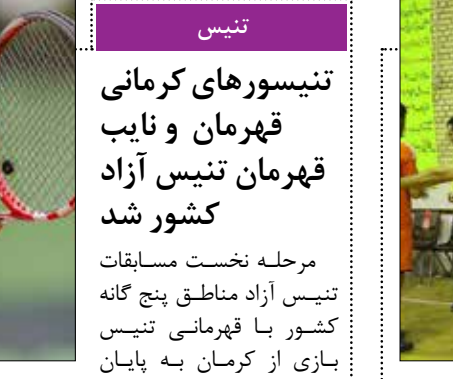 تنیس
تنیسورهای کرمانی
قهرمان و نایب
قهرمان تنیس آزاد
کشور شد
مرحله نخست مسابقات
تنیس آزاد مناطق پنج گانه
کشور با قهرمانی تنیس
بازی از کرمان به پایان